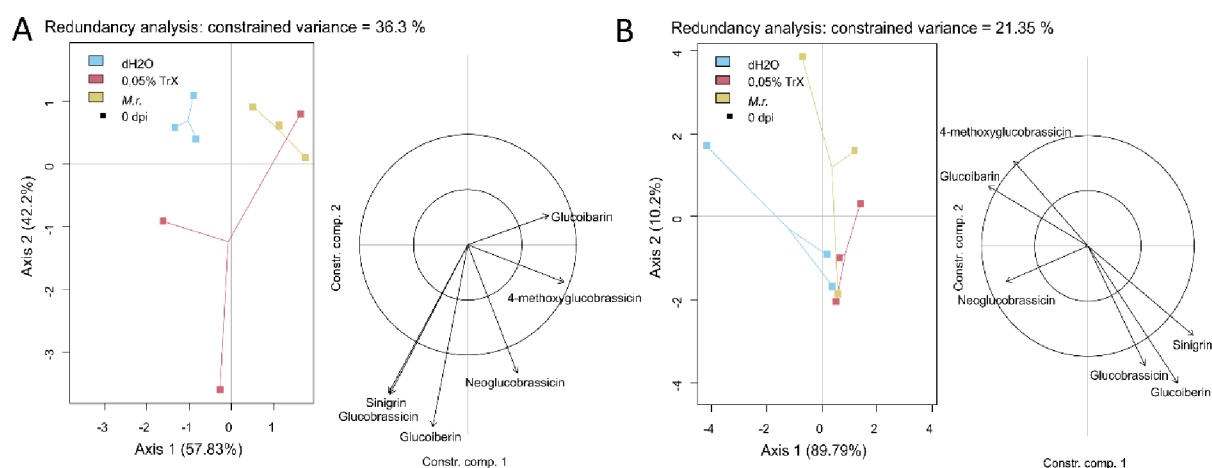 A
Redundancy analysis: constrained variance = 36.3 %
dH2O
0,05% TrX
M.r.
0 dpi
1
0
-1
-2
-3
Axis 2 (42.2%)
-3
-2
-1
0
1
Axis 1 (57.83%)
Constr. comp. 2
Glucoibarin
4-methoxyglucobrassicin
Neoglucobrassicin
Sinigrin
Glucobrassicin
Glucoiberin
Constr. comp. 1
B
Redundancy analysis: constrained variance = 21.35 %
dH2O
0,05% TrX
M.r.
0 dpi
4
2
0
-2
-4
Axis 2 (10.2%)
-4
-2
0
2
4
Axis 1 (89.79%)
4-methoxyglucobrassicin
Glucoibarin
Constr. comp. 2
Neoglucobrassicin
Sinigrin
Glucobrassicin
Glucoiberin
Constr. comp. 1